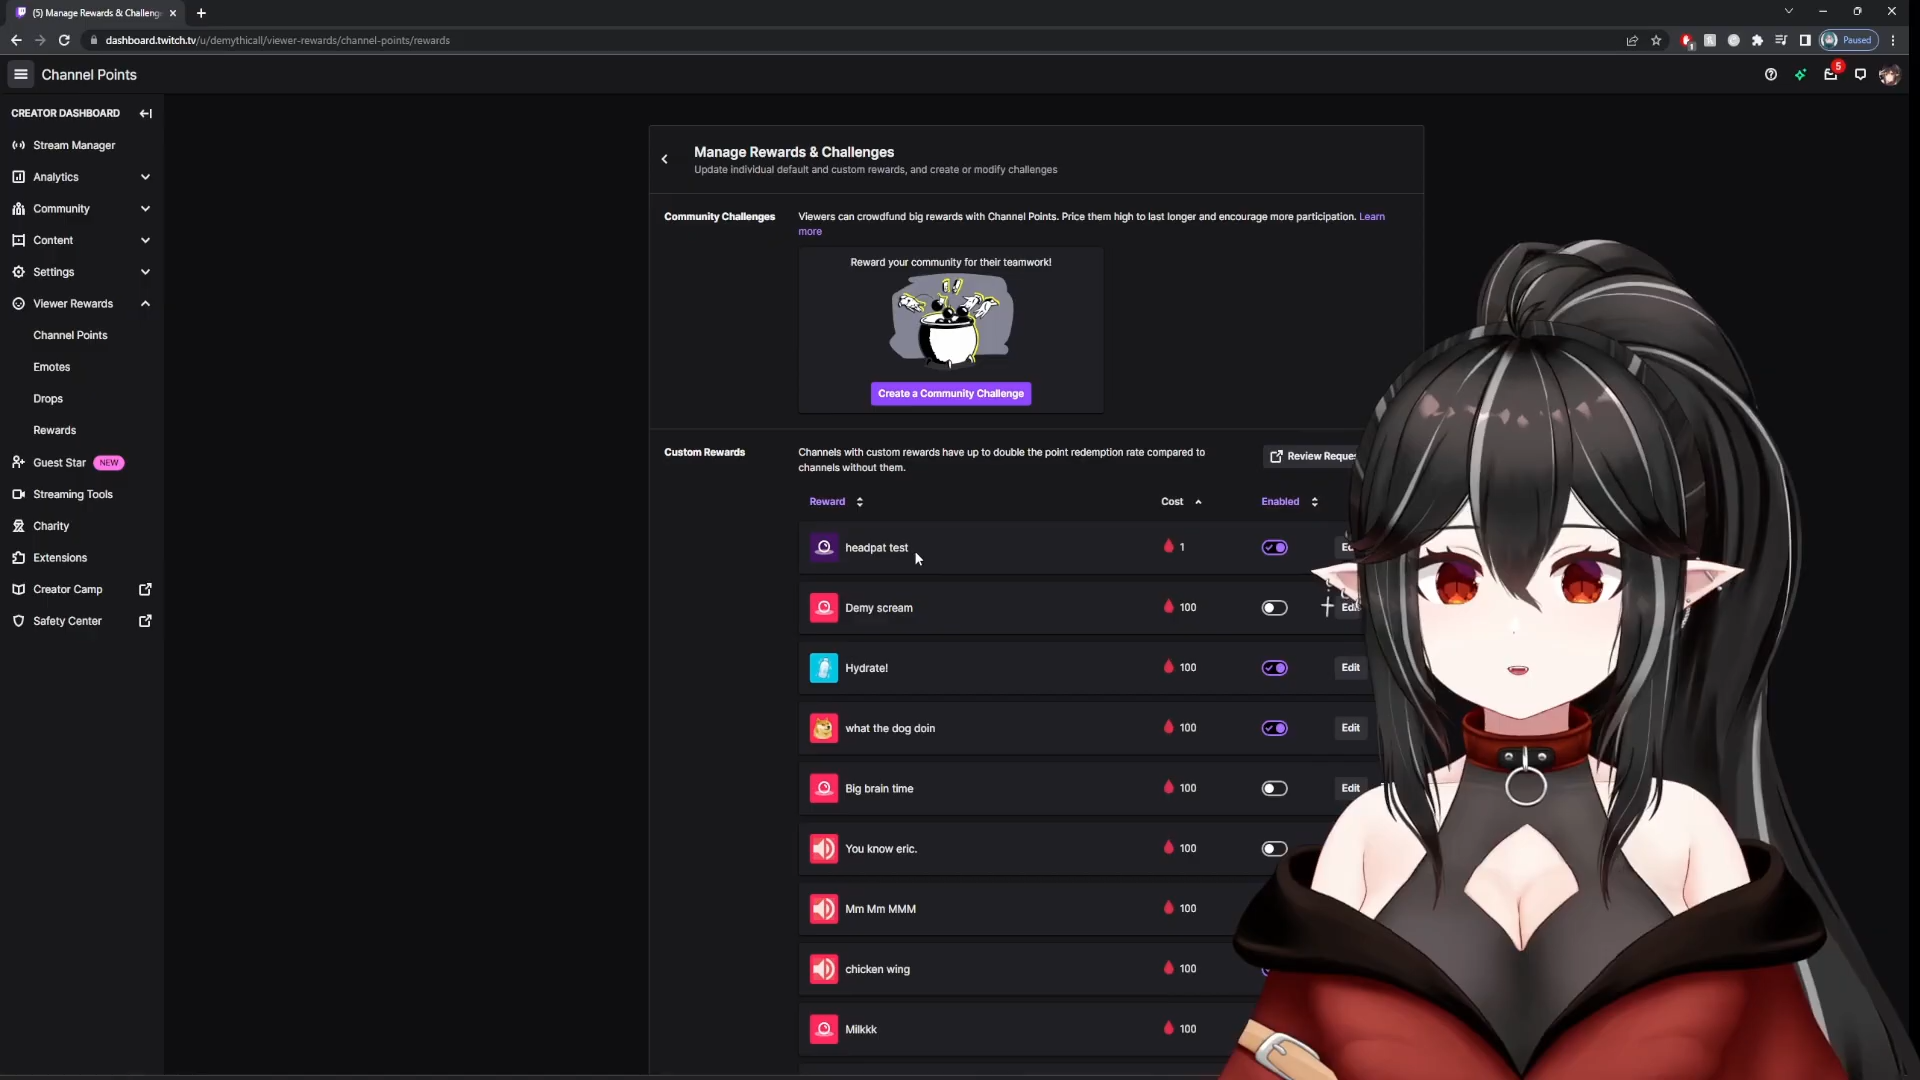 (5) Manage Rewards & Challeng
dashboard.twitch.tv/u/demythicall/viewer-rewards/channel-points/rewards
1
Paused
Channel Points
5
CREATOR DASHBOARD
Stream Manager
Analytics
Community
Content
Settings
Viewer Rewards
Channel Points
Emotes
Drops
Rewards
Guest Star NEW
Streaming Tools
Charity
Extensions
Creator Camp
Safety Center
Manage Rewards & Challenges
Update individual default and custom rewards, and create or modify challenges
Community Challenges
Viewers can crowdfund big rewards with Channel Points. Price them high to last longer and encourage more participation. Learn
more
Reward your community for their teamwork!
Create a Community Challenge
Custom Rewards
Channels with custom rewards have up to double the point redemption rate compared to
channels without them.
Review Reques
Reward Cost Enabled
headpat test 1 Ed
Demy scream 100 Edi
Hydrate! 100 Edit
what the dog doin 100 Edit
Big brain time 100 Edit
You know eric. 100
Mm Mm MMM 100
chicken wing 100
Milkkk 100